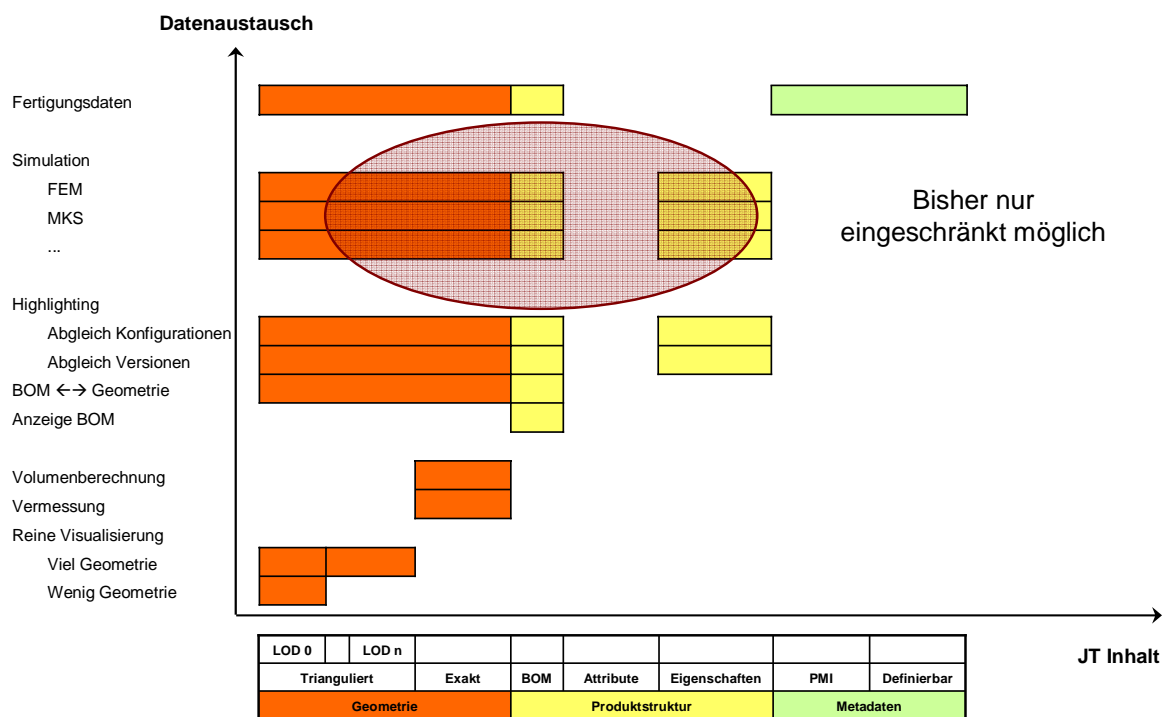 Datenaustausch
Fertigungsdaten
Simulation
FEM
MKS
...
Bisher nur
eingeschränkt möglich
Highlighting
Abgleich Konfigurationen
Abgleich Versionen
BOM ←→ Geometrie
Anzeige BOM
Volumenberechnung
Vermessung
Reine Visualisierung
Viel Geometrie
Wenig Geometrie
LOD 0 LOD n
JT Inhalt
Trianguliert Exakt BOM Attribute Eigenschaften PMI Definierbar
Geometrie Produktstruktur Metadaten